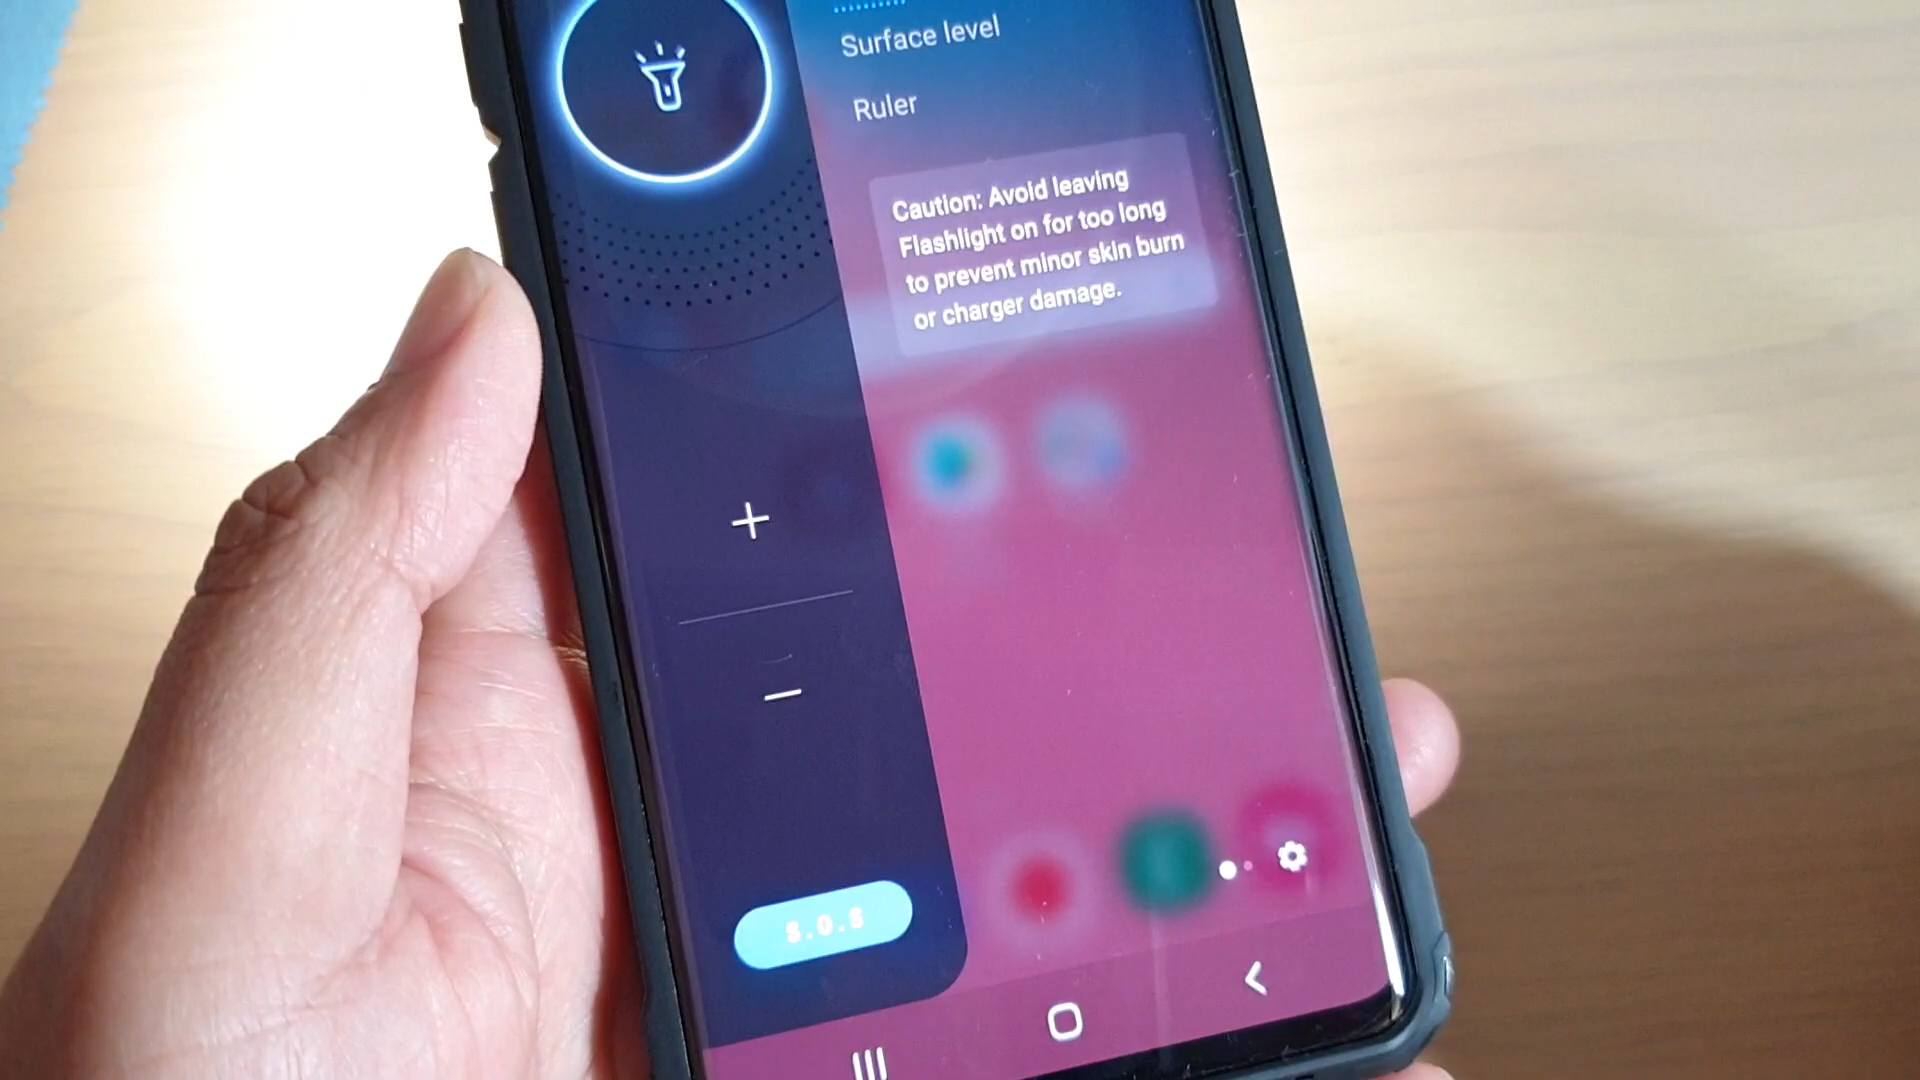 Surface level
Ruler
Caution: Avoid leaving
Flashlight on for too long
to prevent minor skin burn
or charger damage.
S.O.S